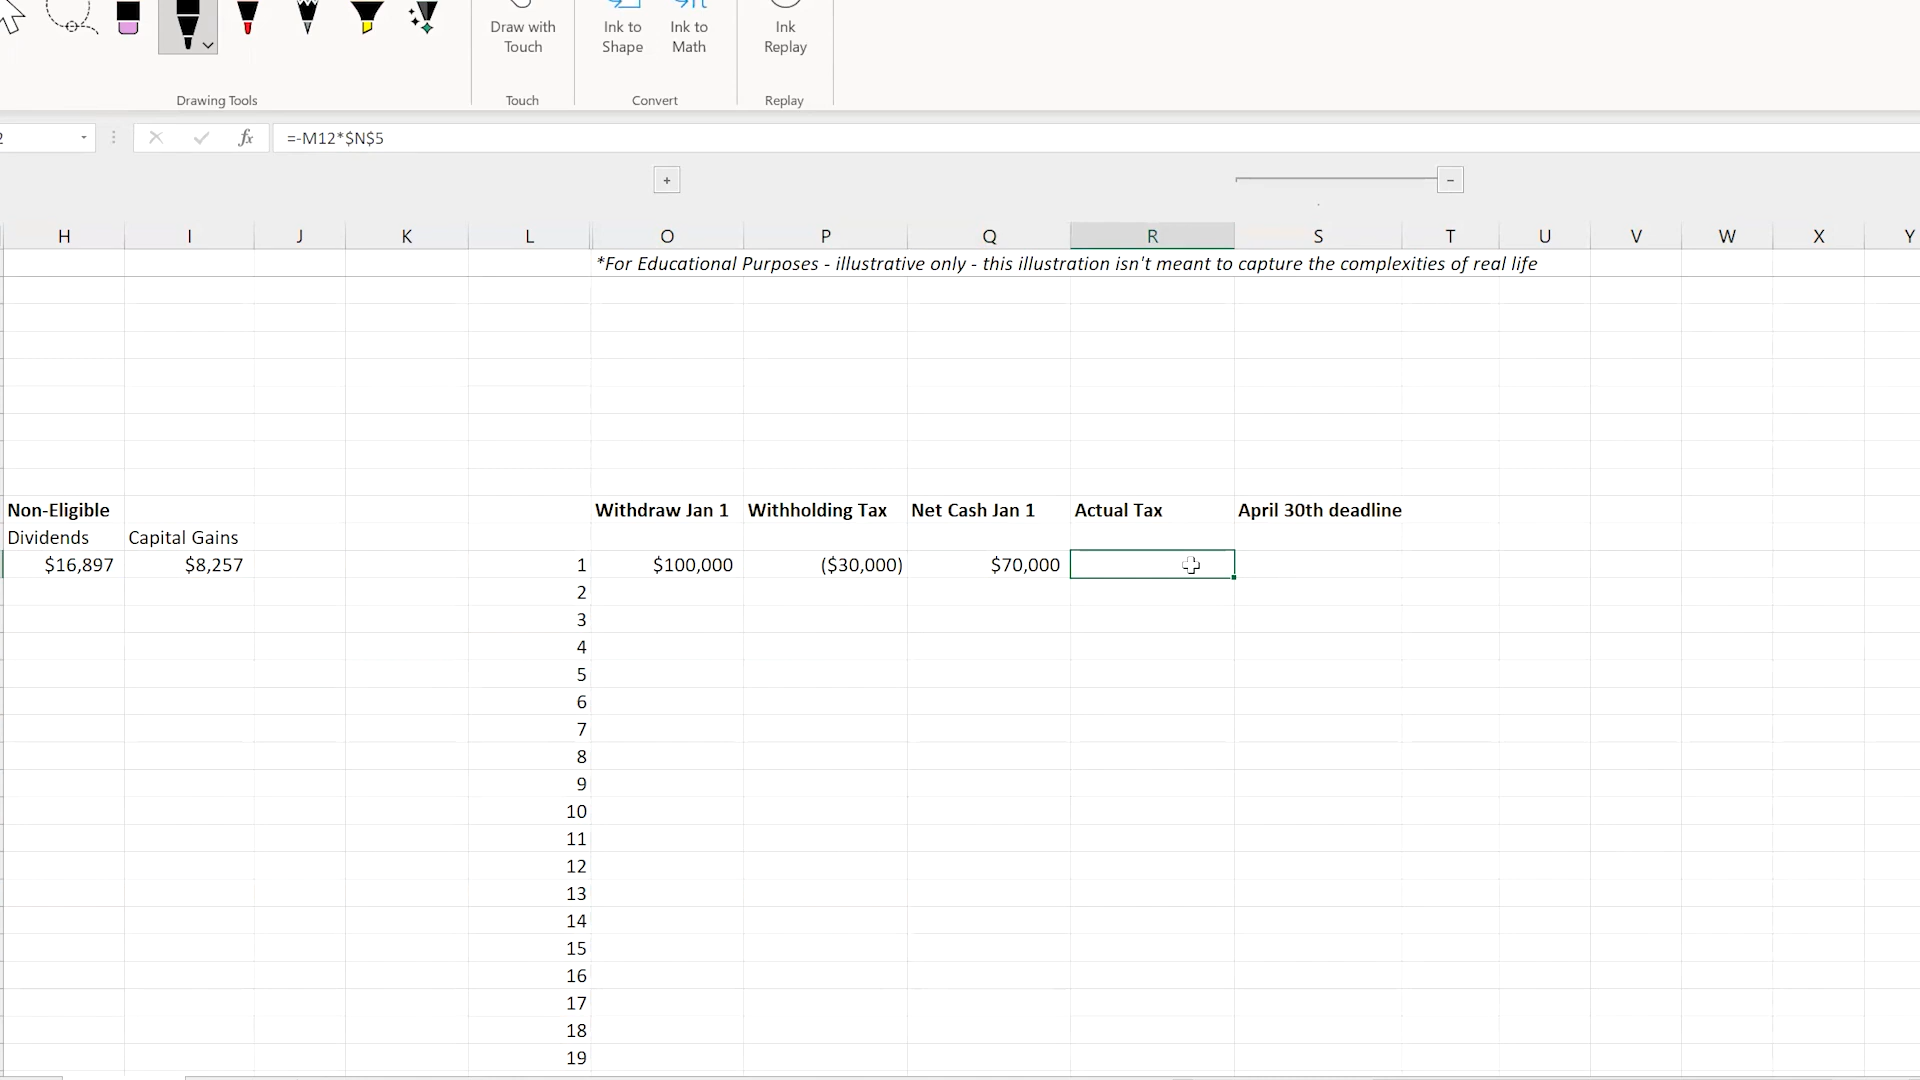 Draw with Touch
Ink to Shape
Ink to Math
Ink Replay
Drawing Tools
Touch
Convert
Replay
2
fx
=-M12*$N$5
+
-
H I J K L O P Q R S T U V W X Y
*For Educational Purposes - illustrative only - this illustration isn't meant to capture the complexities of real life
Non-Eligible Withdraw Jan 1 Withholding Tax Net Cash Jan 1 Actual Tax April 30th deadline
Dividends Capital Gains
$16,897 $8,257 1 $100,000 ($30,000) $70,000
2
3
4
5
6
7
8
9
10
11
12
13
14
15
16
17
18
19